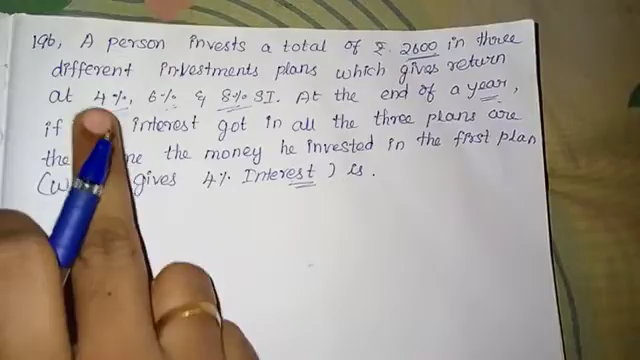 196, A person invests a total of ₹. 2600 in three
different investments plans which gives return
at 4%, 6% & 8% SI. At the end of a year,
if interest got in all the three plans are
the the money he invested in the first plan
gives 4% Interest) is.